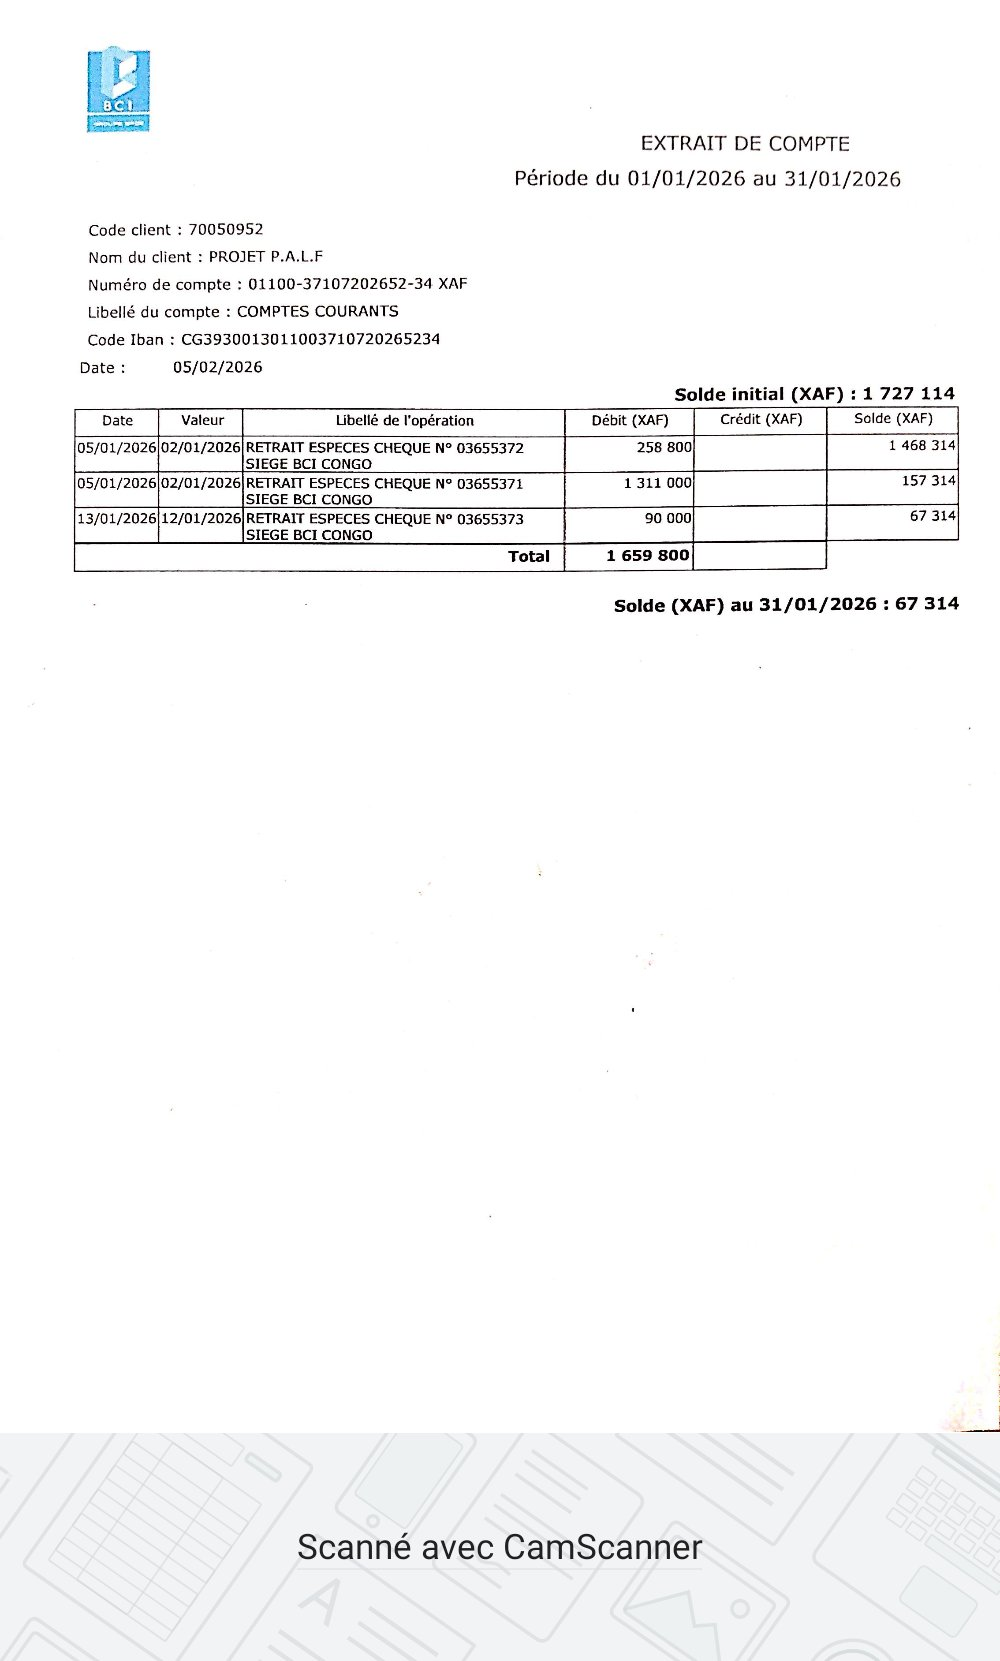 BCI
EXTRAIT DE COMPTE
Période du 01/01/2026 au 31/01/2026
Code client : 70050952
Nom du client : PROJET P.A.L.F
Numéro de compte : 01100-37107202652-34 XAF
Libellé du compte : COMPTES COURANTS
Code Iban : CG3930013011003710720265234
Date : 05/02/2026
Solde initial (XAF) : 1 727 114
Date Valeur Libellé de l'opération Débit (XAF) Crédit (XAF) Solde (XAF)
05/01/2026 02/01/2026 RETRAIT ESPECES CHEQUE N° 03655372 258 800 1 468 314
SIEGE BCI CONGO
05/01/2026 02/01/2026 RETRAIT ESPECES CHEQUE N° 03655371 1 311 000 157 314
SIEGE BCI CONGO
13/01/2026 12/01/2026 RETRAIT ESPECES CHEQUE N° 03655373 90 000 67 314
SIEGE BCI CONGO
Total 1 659 800
Solde (XAF) au 31/01/2026 : 67 314
Scanné avec CamScanner